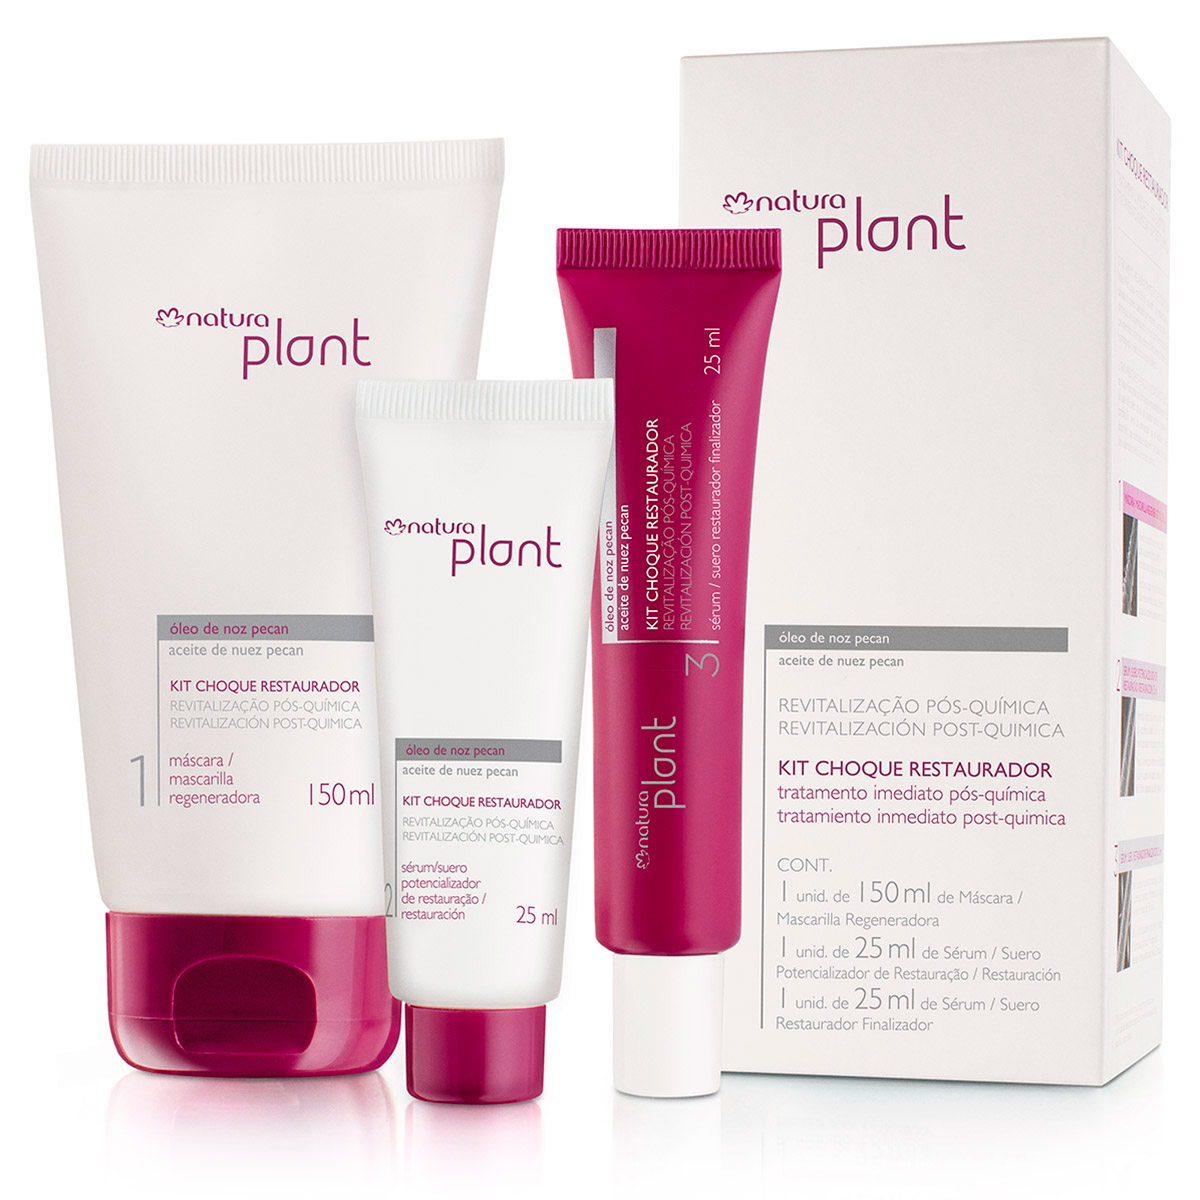 natura
plant
óleo de noz pecan
aceite de nuez pecan
KIT CHOQUE RESTAURADOR
REVITALIZAÇÃO PÓS-QUÍMICA
REVITALIZACIÓN POST-QUIMICA
1
máscara /
mascarilla
regeneradora
150 ml
natura
plant
óleo de noz pecan
aceite de nuez pecan
KIT CHOQUE RESTAURADOR
REVITALIZAÇÃO PÓS-QUÍMICA
REVITALIZACIÓN POST-QUIMICA
2
sérum/suero
potencializador
de restauração /
restauración
25 ml
natura
plant
óleo de noz pecan
aceite de nuez pecan
KIT CHOQUE RESTAURADOR
REVITALIZAÇÃO PÓS-QUÍMICA
REVITALIZACIÓN POST-QUIMICA
3
sérum / suero restaurador finalizador
25 ml
natura
plant
óleo de noz pecan
aceite de nuez pecan
REVITALIZAÇÃO PÓS-QUÍMICA
REVITALIZACIÓN POST-QUIMICA
KIT CHOQUE RESTAURADOR
tratamento imediato pós-química
tratamiento inmediato post-quimica
CONT.
1 unid. de 150 ml de Máscara /
Mascarilla Regeneradora
1 unid. de 25 ml de Sérum / Suero
Potencializador de Restauração / Restauración
1 unid. de 25 ml de Sérum / Suero
Restaurador Finalizador
KIT CHOQUE RESTAURADOR
2
3